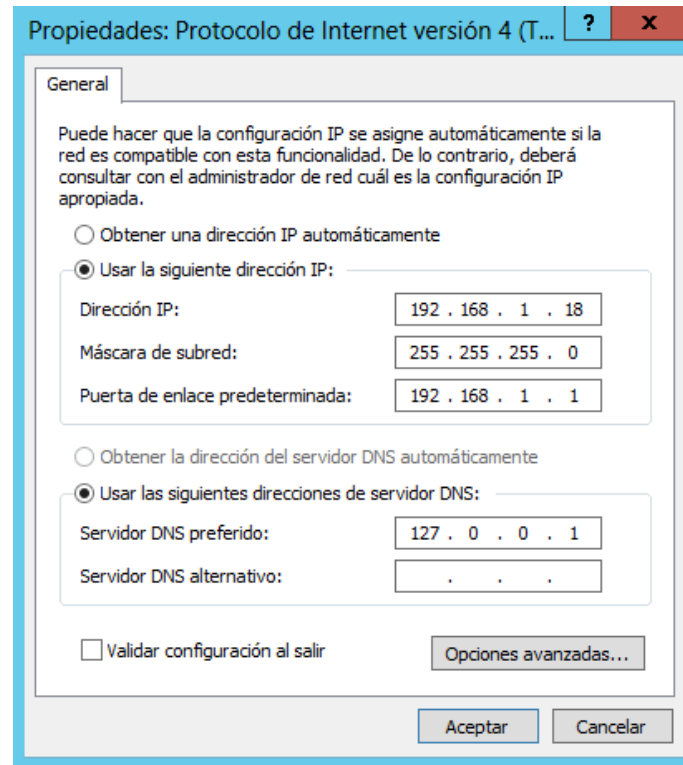 Propiedades: Protocolo de Internet versión 4 (T... ? x
General
Puede hacer que la configuración IP se asigne automáticamente si la
red es compatible con esta funcionalidad. De lo contrario, deberá
consultar con el administrador de red cuál es la configuración IP
apropiada.
Obtener una dirección IP automáticamente
Usar la siguiente dirección IP:
Dirección IP: 192 . 168 . 1 . 18
Máscara de subred: 255 . 255 . 255 . 0
Puerta de enlace predeterminada: 192 . 168 . 1 . 1
Obtener la dirección del servidor DNS automáticamente
Usar las siguientes direcciones de servidor DNS:
Servidor DNS preferido: 127 . 0 . 0 . 1
Servidor DNS alternativo: . . .
Validar configuración al salir Opciones avanzadas...
Aceptar Cancelar